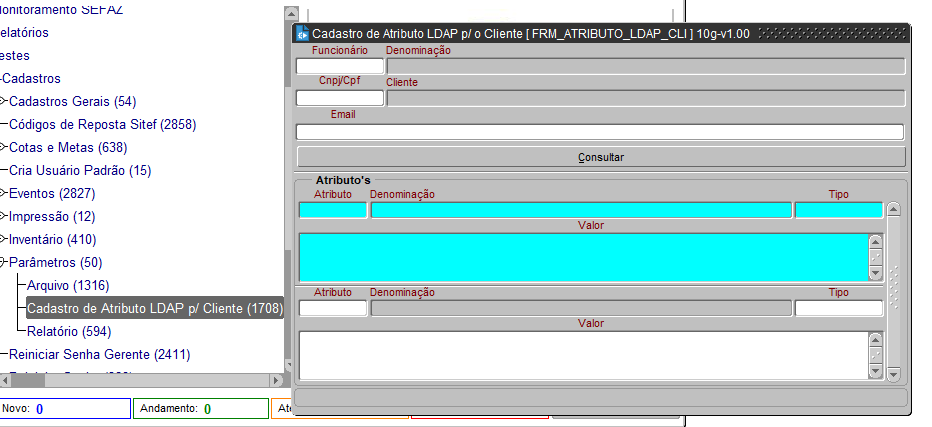 Monitoramento SEFAZ
elatórios
estes
Cadastros
Cadastros Gerais (54)
Códigos de Reposta Sitef (2858)
Cotas e Metas (638)
Cria Usuário Padrão (15)
Eventos (2827)
Impressão (12)
Inventário (410)
Parâmetros (50)
Arquivo (1316)
Cadastro de Atributo LDAP p/ Cliente (1708)
Relatório (594)
Reiniciar Senha Gerente (2411)
Novo: 0
Andamento: 0
Ate
Cadastro de Atributo LDAP p/ o Cliente [ FRM_ATRIBUTO_LDAP_CLI ] 10g-v1.00
Funcionário Denominação
Cnpj/Cpf Cliente
Email
Consultar
Atributo's
Atributo Denominação Tipo
Valor
Atributo Denominação Tipo
Valor